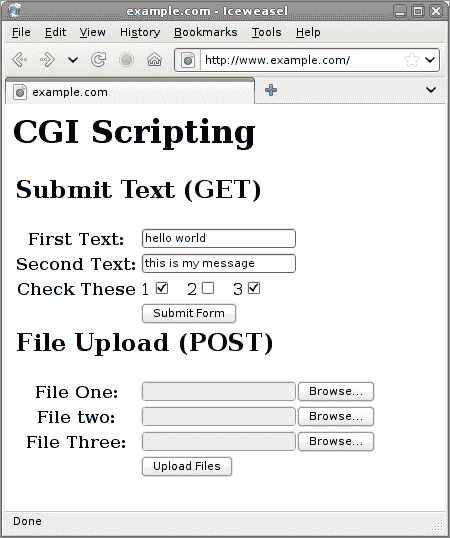 example.com - Iceweasel
File Edit View History Bookmarks Tools Help
http://www.example.com/
example.com
CGI Scripting
Submit Text (GET)
First Text: hello world
Second Text: this is my message
Check These 1 2 3
Submit Form
File Upload (POST)
File One: Browse...
File two: Browse...
File Three: Browse...
Upload Files
Done